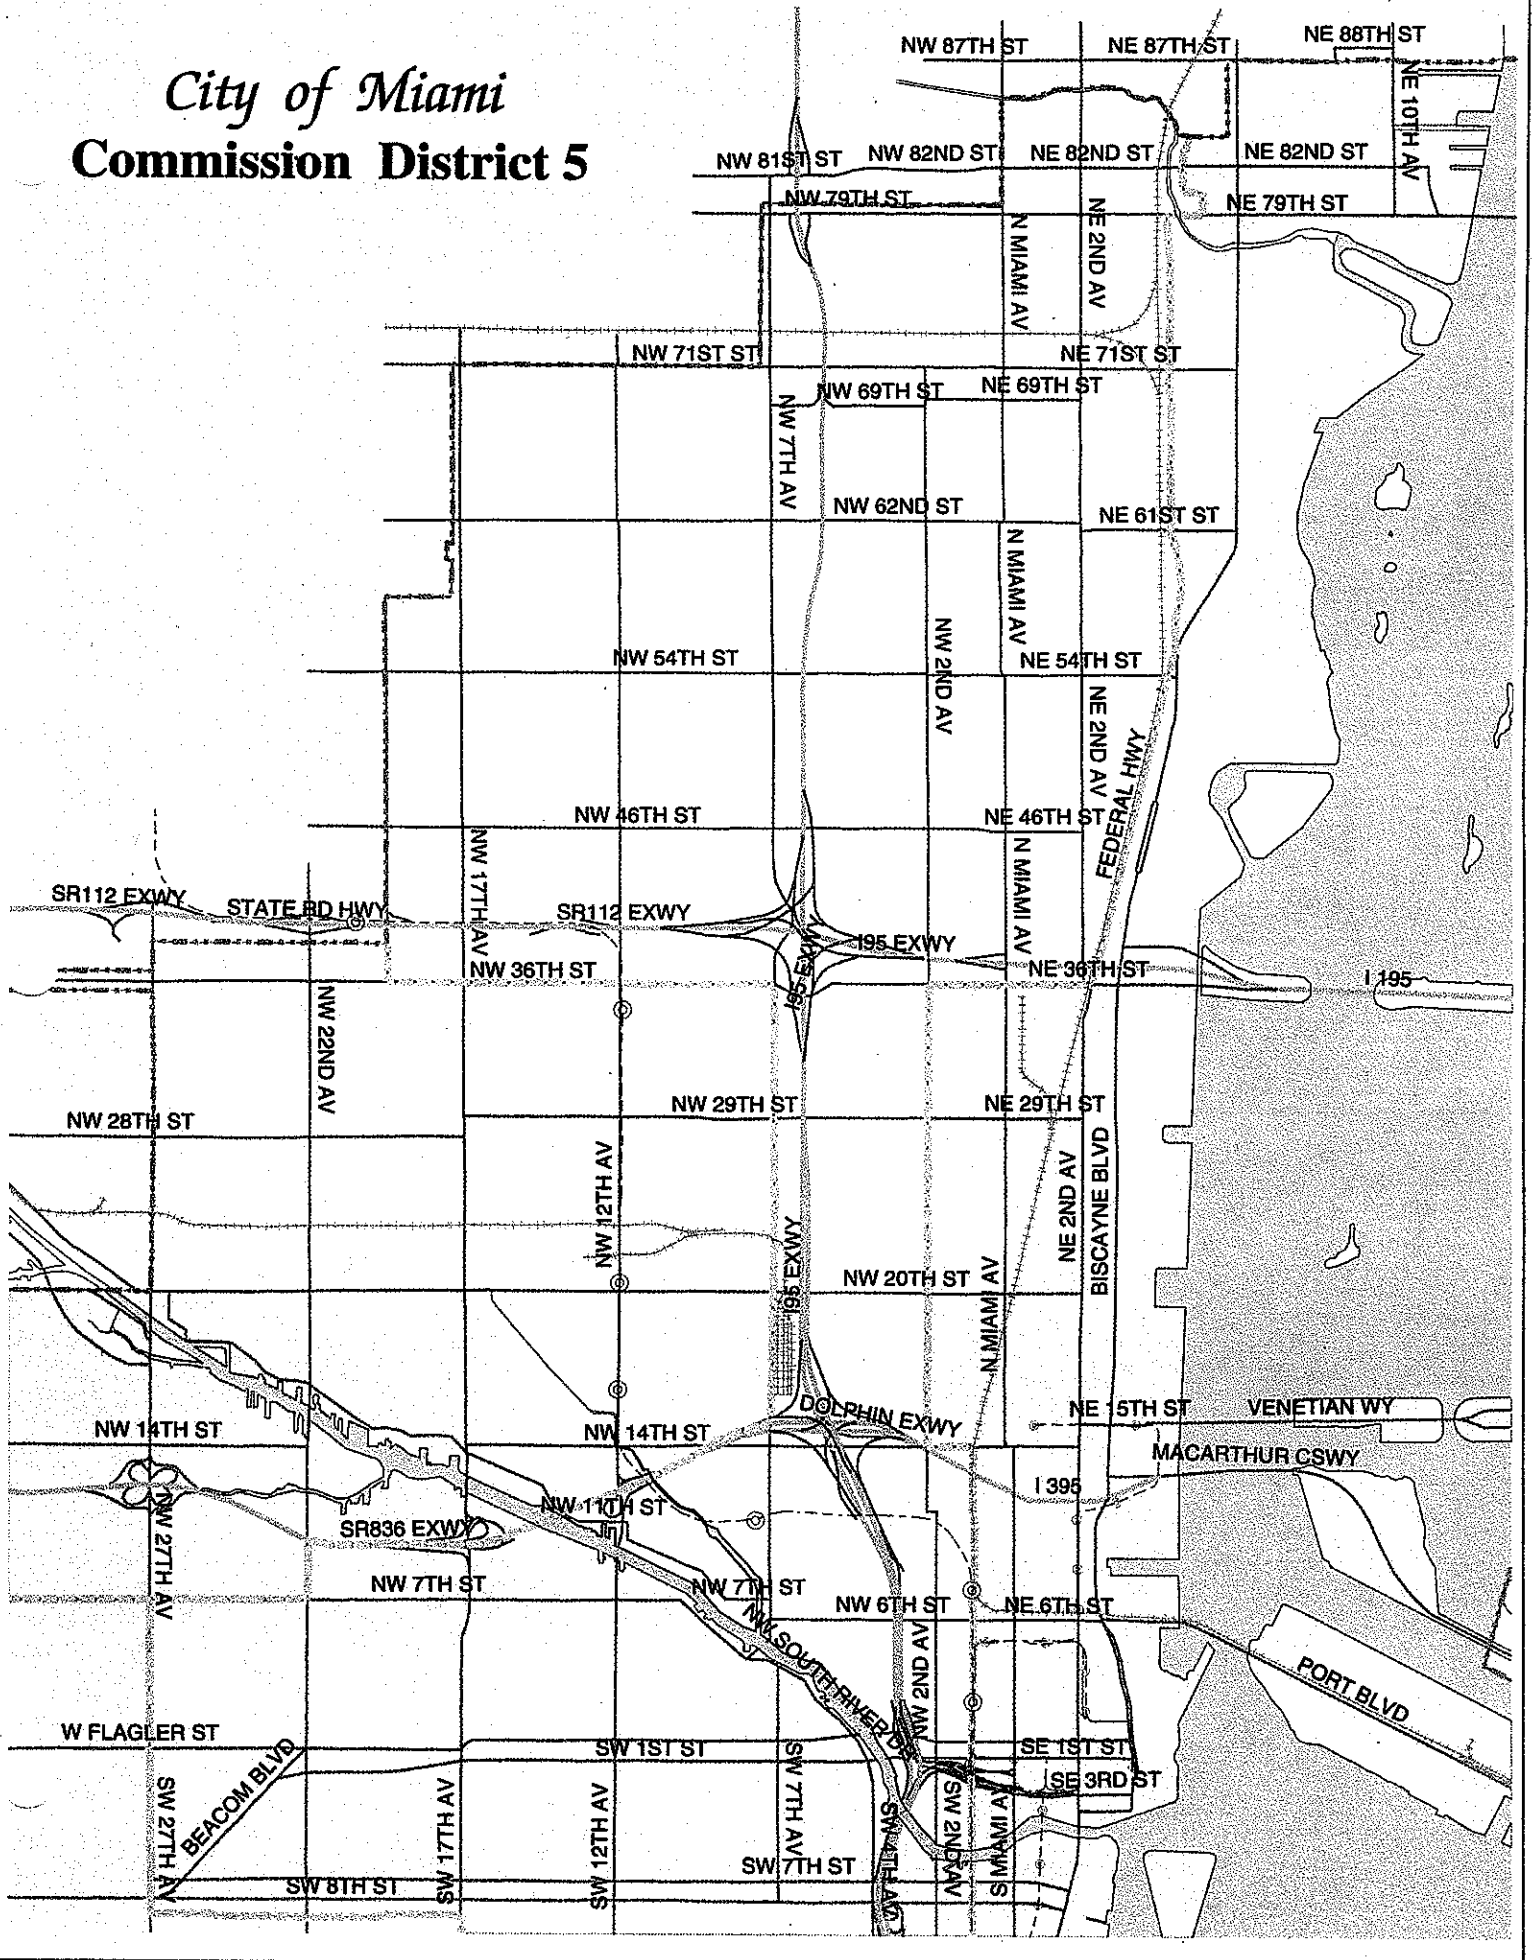 City of Miami
Commission District 5
NW 87TH ST
NE 87TH ST
NE 88TH ST
NE 10TH AV
NW 81ST ST
NW 82ND ST
NE 82ND ST
NE 82ND ST
NW 79TH ST
NE 79TH ST
N MIAMI AV
NE 2ND AV
NW 71ST ST
NE 71ST ST
NW 69TH ST
NE 69TH ST
NW 7TH AV
NW 62ND ST
NE 61ST ST
N MIAMI AV
NW 2ND AV
NW 54TH ST
NE 54TH ST
NE 2ND AV
FEDERAL HWY
NW 46TH ST
NE 46TH ST
NW 17TH AV
N MIAMI AV
SR112 EXWY
STATE RD HWY
SR112 EXWY
I95 EXWY
I95 EXWY
NW 36TH ST
NE 36TH ST
I 195
NW 22ND AV
NW 29TH ST
NE 29TH ST
NW 28TH ST
NW 12TH AV
NE 2ND AV
BISCAYNE BLVD
I95 EXWY
NW 20TH ST
N MIAMI AV
DOLPHIN EXWY
NE 15TH ST
VENETIAN WY
NW 14TH ST
NW 14TH ST
MACARTHUR CSWY
I 395
NW 27TH AV
NW 11TH ST
SR836 EXWY
NW 7TH ST
NW 7TH ST
NW 6TH ST
NE 6TH ST
NW SOUTH RIVER DR
NW 2ND AV
PORT BLVD
W FLAGLER ST
BEACOM BLVD
SW 1ST ST
SE 1ST ST
SE 3RD ST
SW 27TH AV
SW 17TH AV
SW 12TH AV
SW 7TH AV
SW 4TH AV
SW 2ND AV
S MIAMI AV
SW 7TH ST
SW 8TH ST